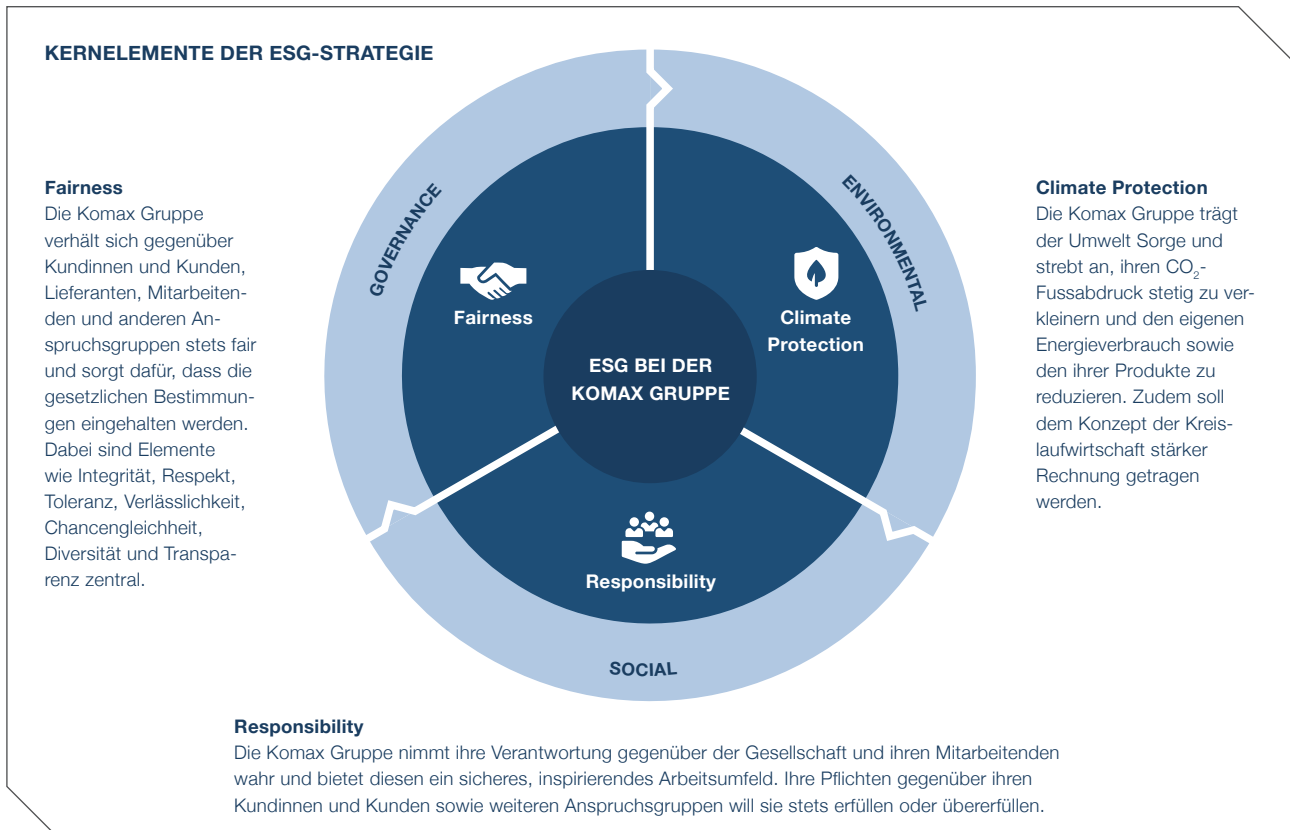 KERNELEMENTE DER ESG-STRATEGIE
Fairness
Die Komax Gruppe
verhält sich gegenüber
Kundinnen und Kunden,
Lieferanten, Mitarbeiten-
den und anderen An-
spruchsgruppen stets fair
und sorgt dafür, dass die
gesetzlichen Bestimmun-
gen eingehalten werden.
Dabei sind Elemente
wie Integrität, Respekt,
Toleranz, Verlässlichkeit,
Chancengleichheit,
Diversität und Transpa-
renz zentral.
GOVERNANCE
Fairness
ENVIRONMENTAL
Climate
Protection
ESG BEI DER
KOMAX GRUPPE
Responsibility
SOCIAL
Climate Protection
Die Komax Gruppe trägt
der Umwelt Sorge und
strebt an, ihren CO₂-
Fussabdruck stetig zu ver-
kleinern und den eigenen
Energieverbrauch sowie
den ihrer Produkte zu
reduzieren. Zudem soll
dem Konzept der Kreis-
laufwirtschaft stärker
Rechnung getragen
werden.
Responsibility
Die Komax Gruppe nimmt ihre Verantwortung gegenüber der Gesellschaft und ihren Mitarbeitenden
wahr und bietet diesen ein sicheres, inspirierendes Arbeitsumfeld. Ihre Pflichten gegenüber ihren
Kundinnen und Kunden sowie weiteren Anspruchsgruppen will sie stets erfüllen oder übererfüllen.